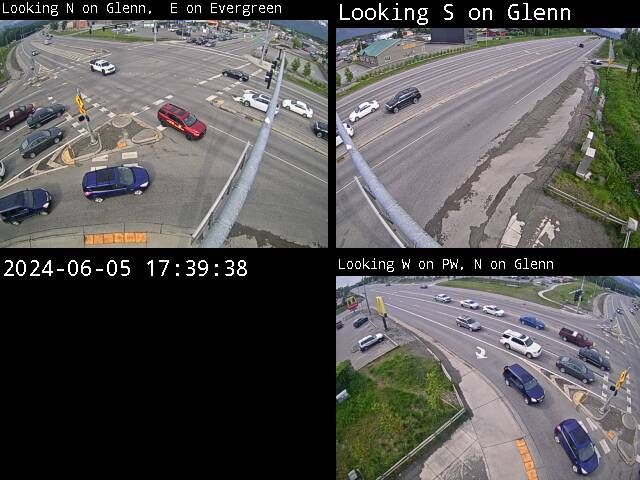 Looking N on Glenn, E on Evergreen
Looking S on Glenn
2024-06-05 17:39:38
Looking W on PW, N on Glenn